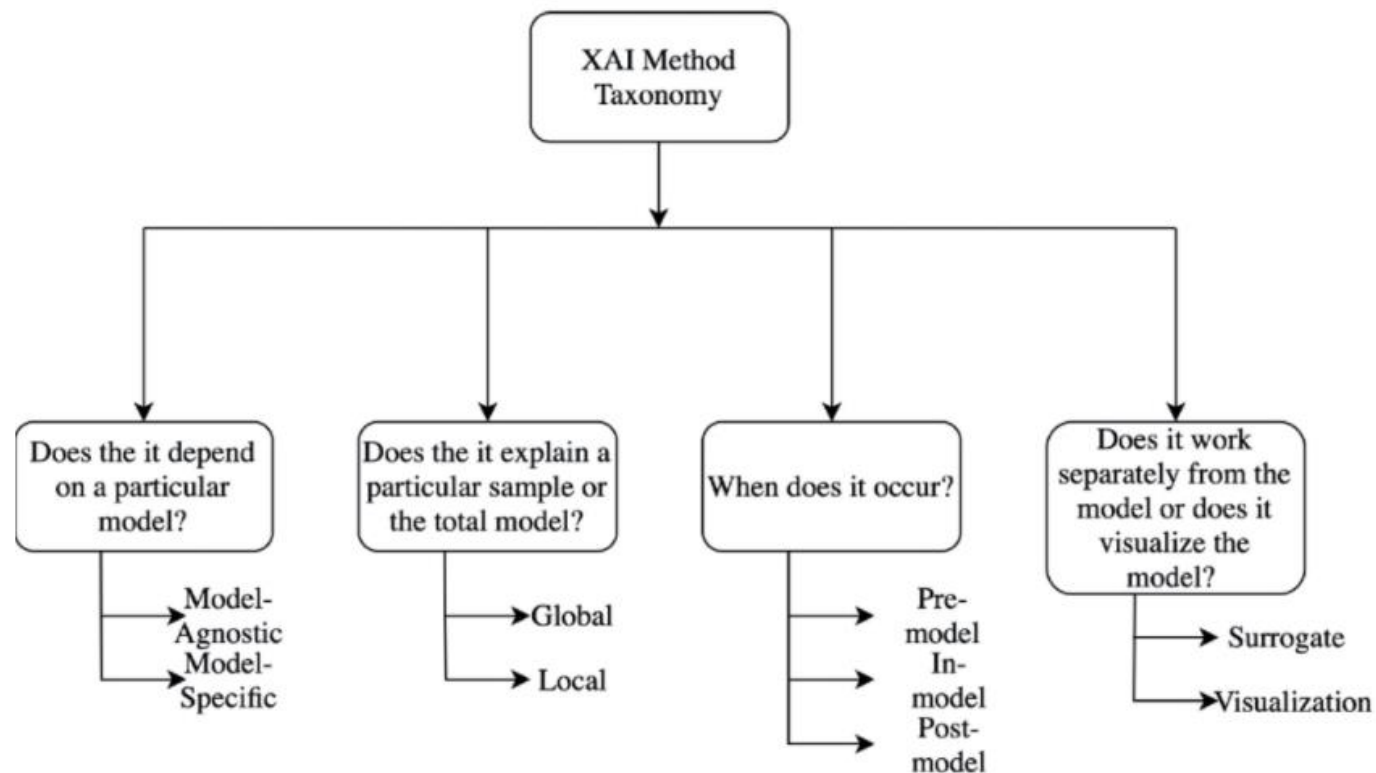 XAI Method
Taxonomy
Does the it depend
on a particular
model?
Model-
Agnostic
Model-
Specific
Does the it explain a
particular sample or
the total model?
Global
Local
When does it occur?
Pre-
model
In-
model
Post-
model
Does it work
separately from the
model or does it
visualize the
model?
Surrogate
Visualization